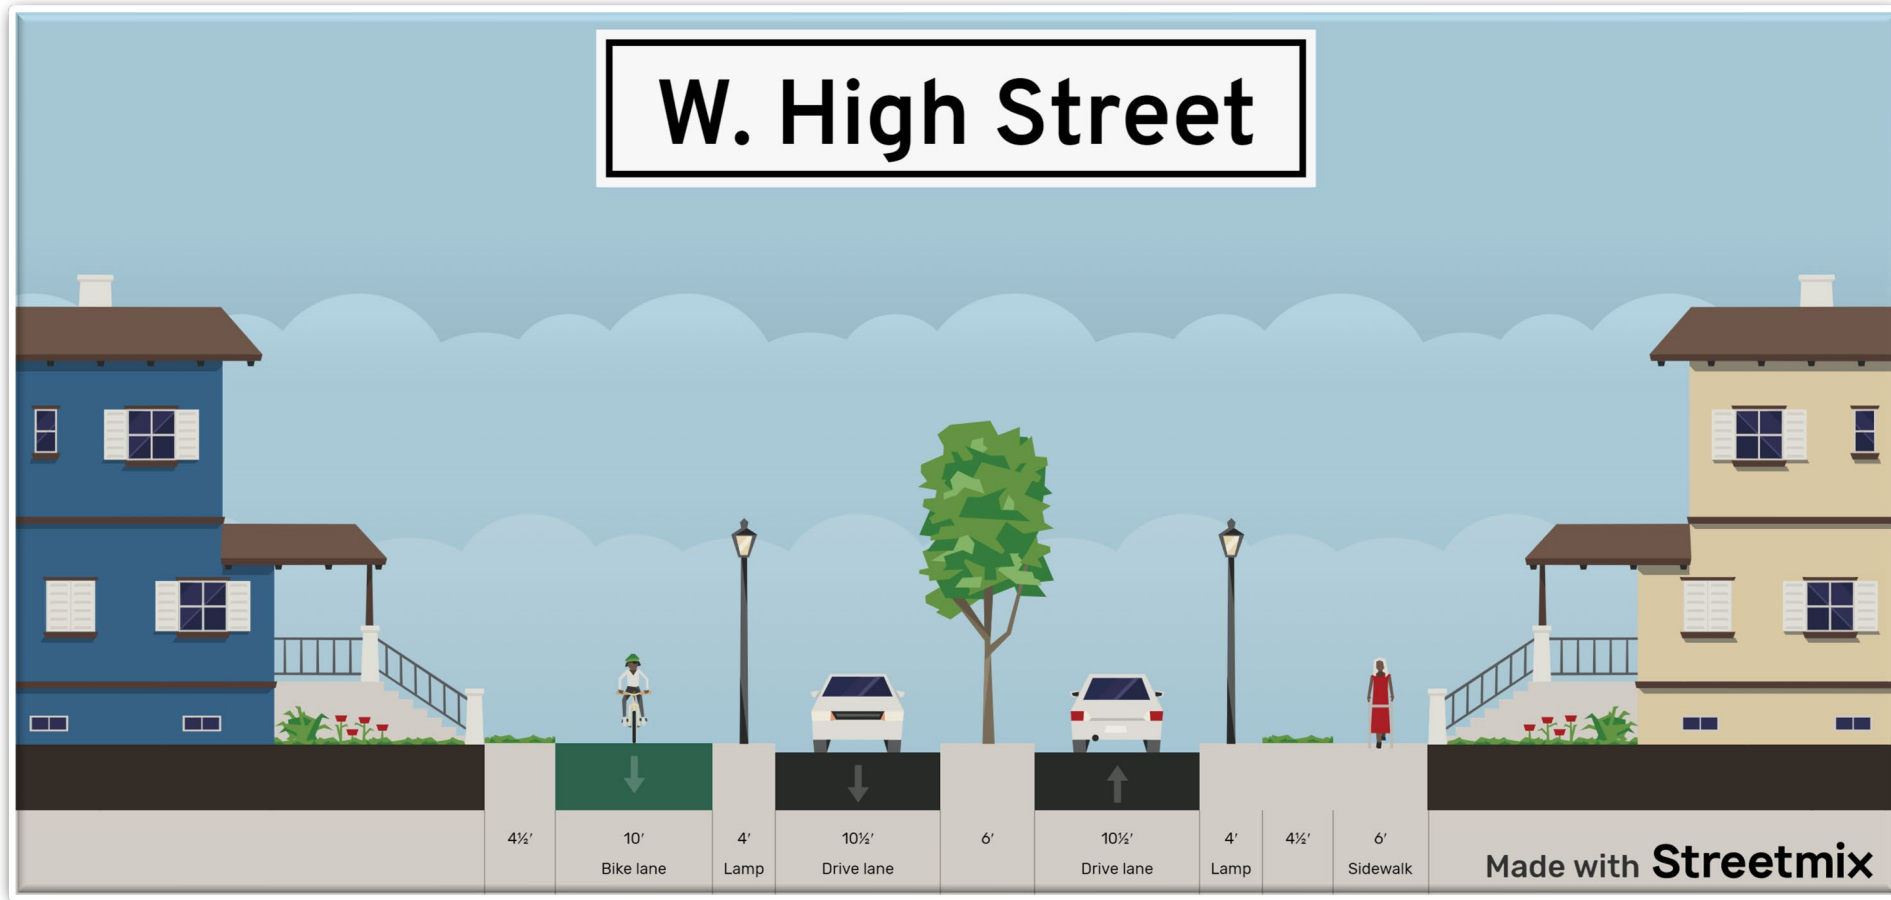 W. High Street
4½′ 10′ 4′ 10½′ 6′ 10½′ 4′ 4½′ 6′
Bike lane Lamp Drive lane Drive lane Lamp Sidewalk
Made with Streetmix